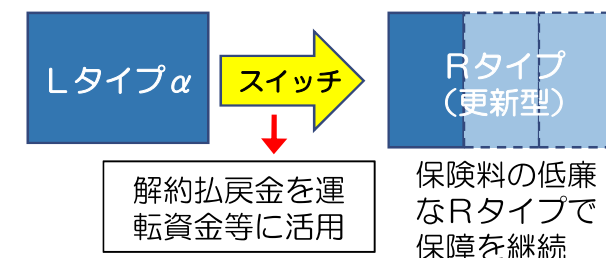 Lタイプα
スイッチ
Rタイプ
（更新型）
解約払戻金を運
転資金等に活用
保険料の低廉
なRタイプで
保障を継続